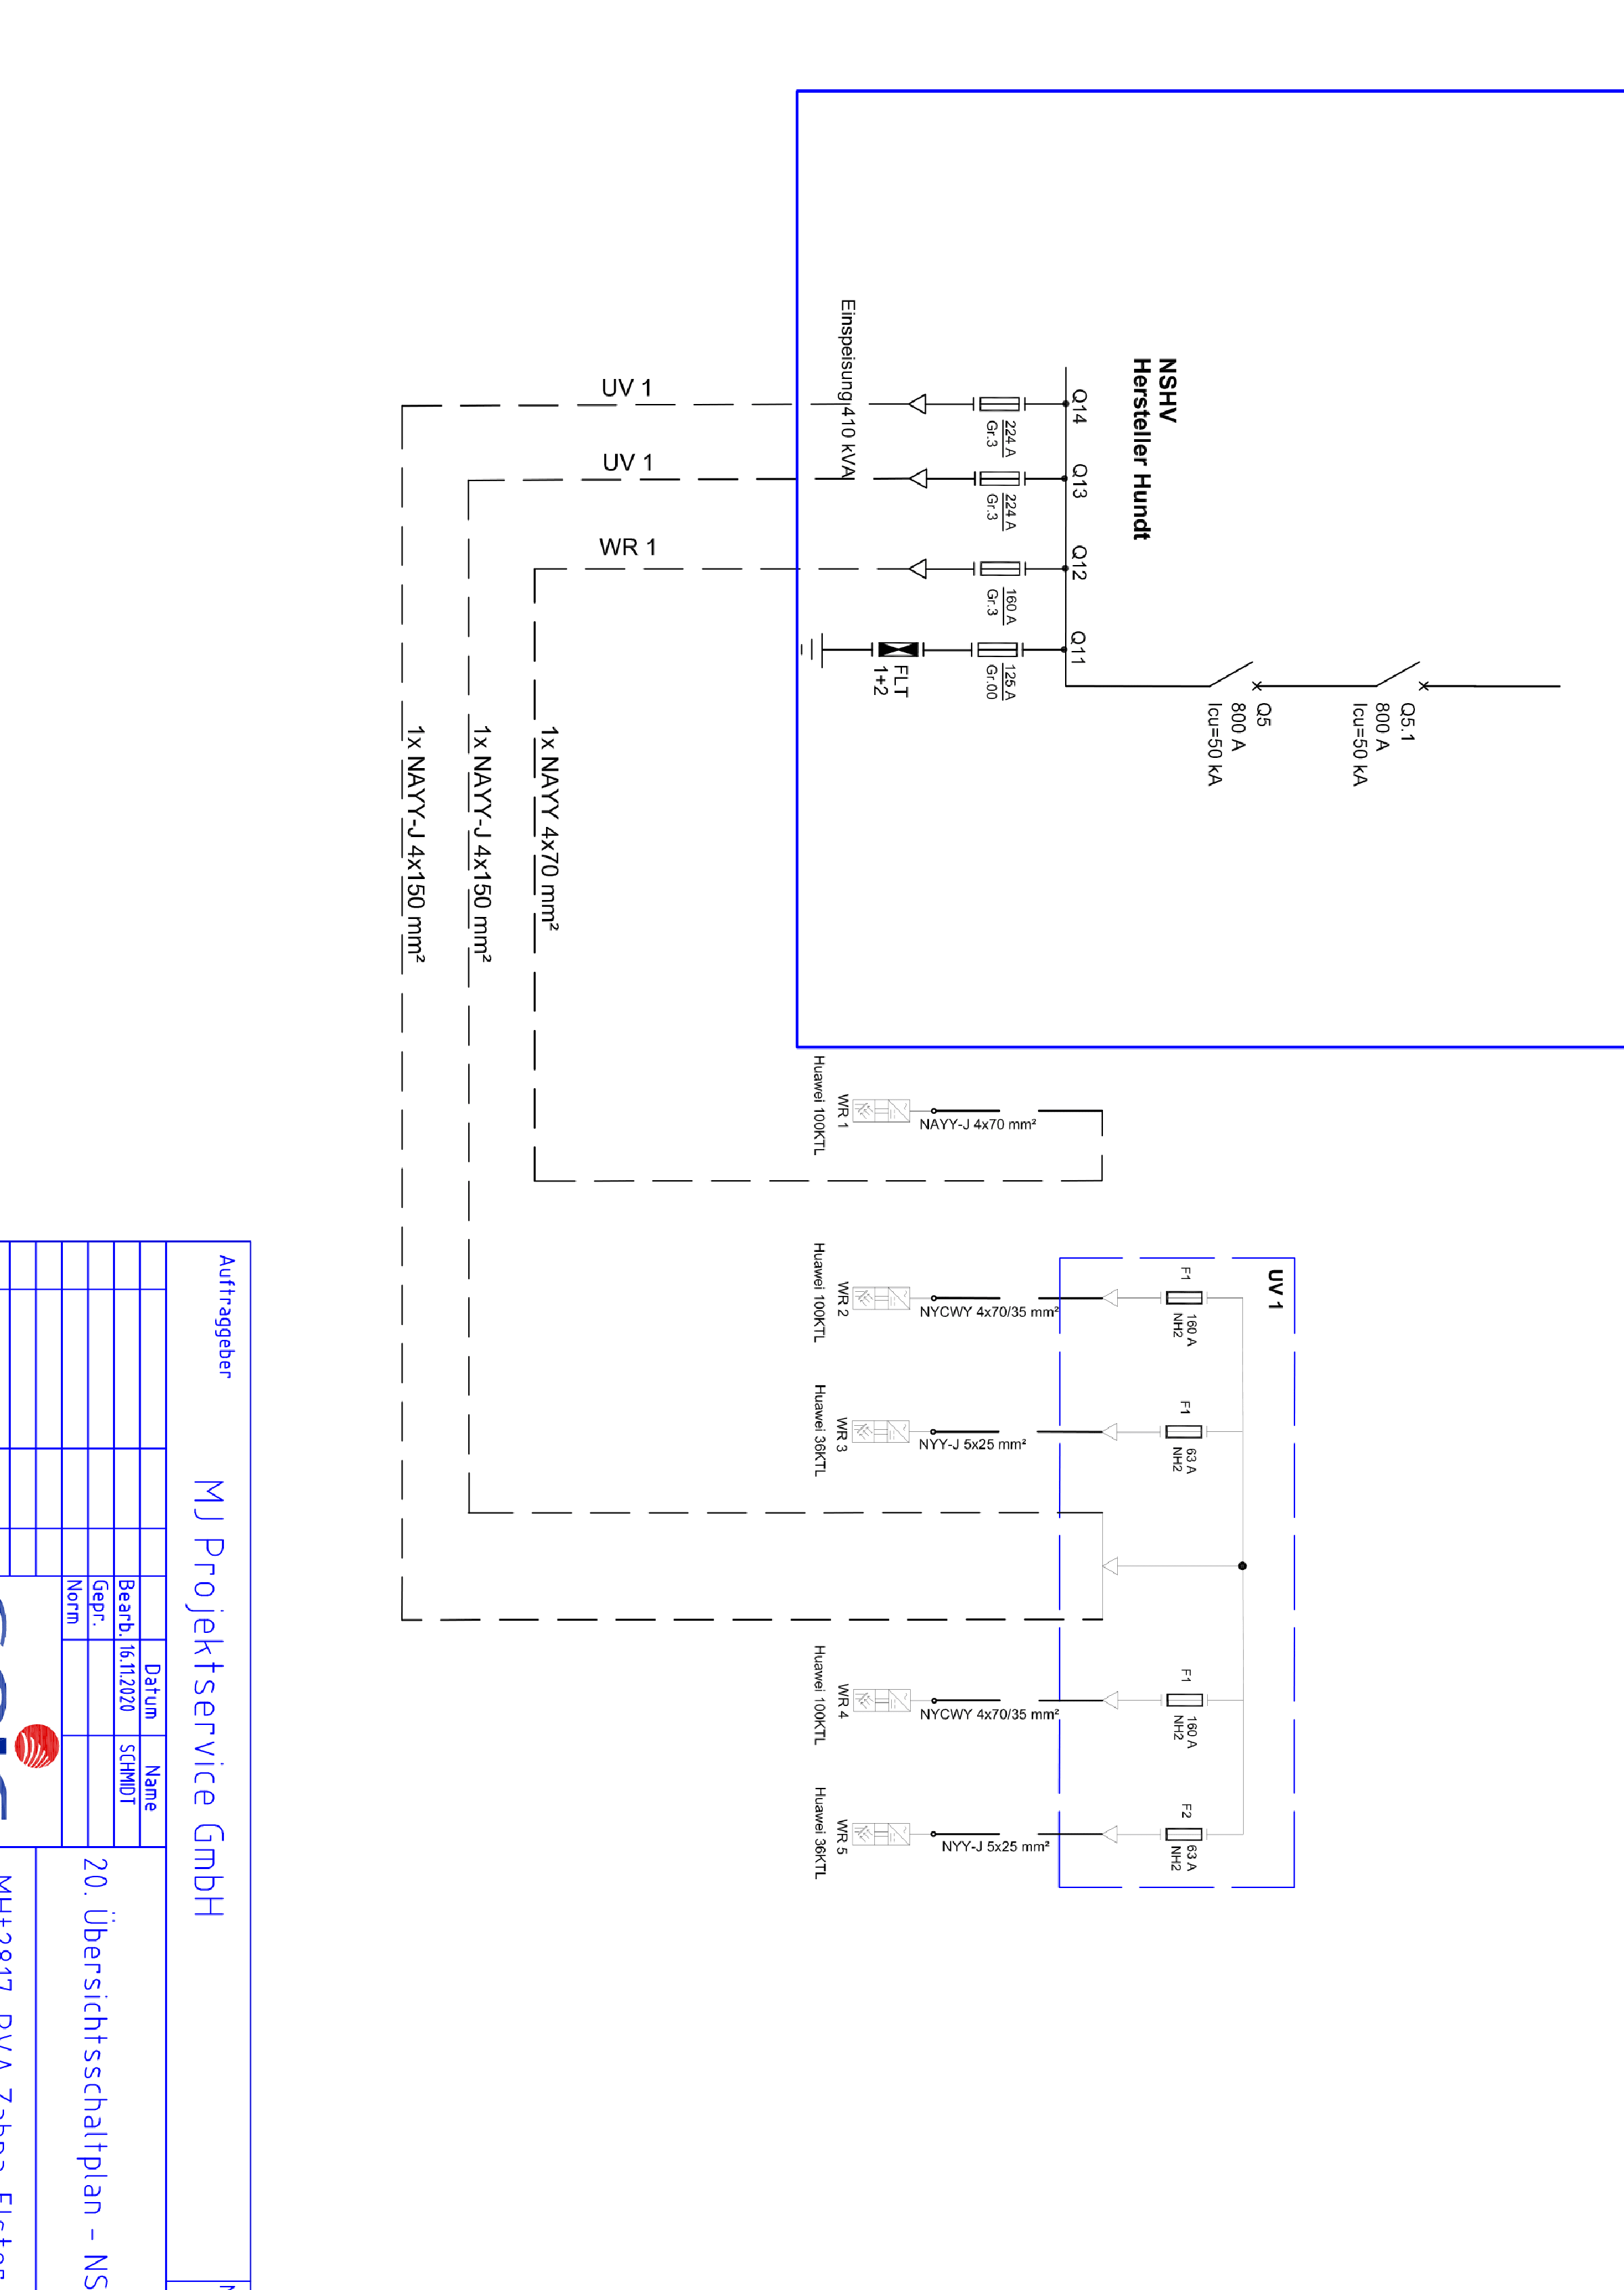 NSHV
Hersteller Hundt
Q5.1
800 A
Icu=50 kA
Q5
800 A
Icu=50 kA
Q14
224 A
Gr.3
Q13
224 A
Gr.3
Q12
160 A
Gr.3
Q11
125 A
Gr.00
FLT
1+2
Einspeisung 410 kVA
UV 1
UV 1
WR 1
1x NAYY 4x70 mm²
1x NAYY-J 4x150 mm²
1x NAYY-J 4x150 mm²
NAYY-J 4x70 mm²
WR 1
Huawei 100KTL
UV 1
F1
160 A
NH2
NYCWY 4x70/35 mm²
WR 2
Huawei 100KTL
F1
63 A
NH2
NYY-J 5x25 mm²
WR 3
Huawei 36KTL
F1
160 A
NH2
NYCWY 4x70/35 mm²
WR 4
Huawei 100KTL
F2
63 A
NH2
NYY-J 5x25 mm²
WR 5
Huawei 36KTL
Auftraggeber
MJ Projektservice GmbH
Datum Name
Bearb. 16.11.2020 SCHMIDT
Gepr.
Norm
20. Übersichtsschaltplan - NS